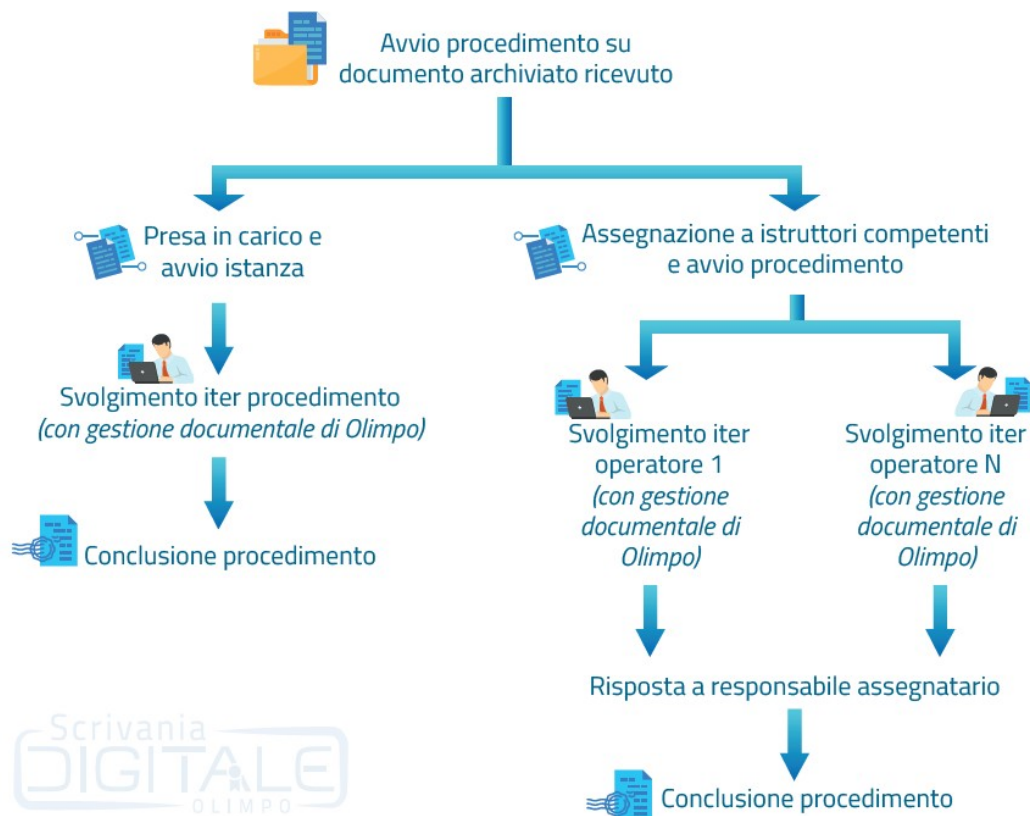 Avvio procedimento su
documento archiviato ricevuto
Presa in carico e
avvio istanza
Svolgimento iter procedimento
(con gestione documentale di Olimpo)
Conclusione procedimento
Assegnazione a istruttori competenti
e avvio procedimento
Svolgimento iter
operatore 1
(con gestione
documentale di
Olimpo)
Svolgimento iter
operatore N
(con gestione
documentale di
Olimpo)
Risposta a responsabile assegnatario
Conclusione procedimento
Scrivania
DIGITALE
OLIMPO